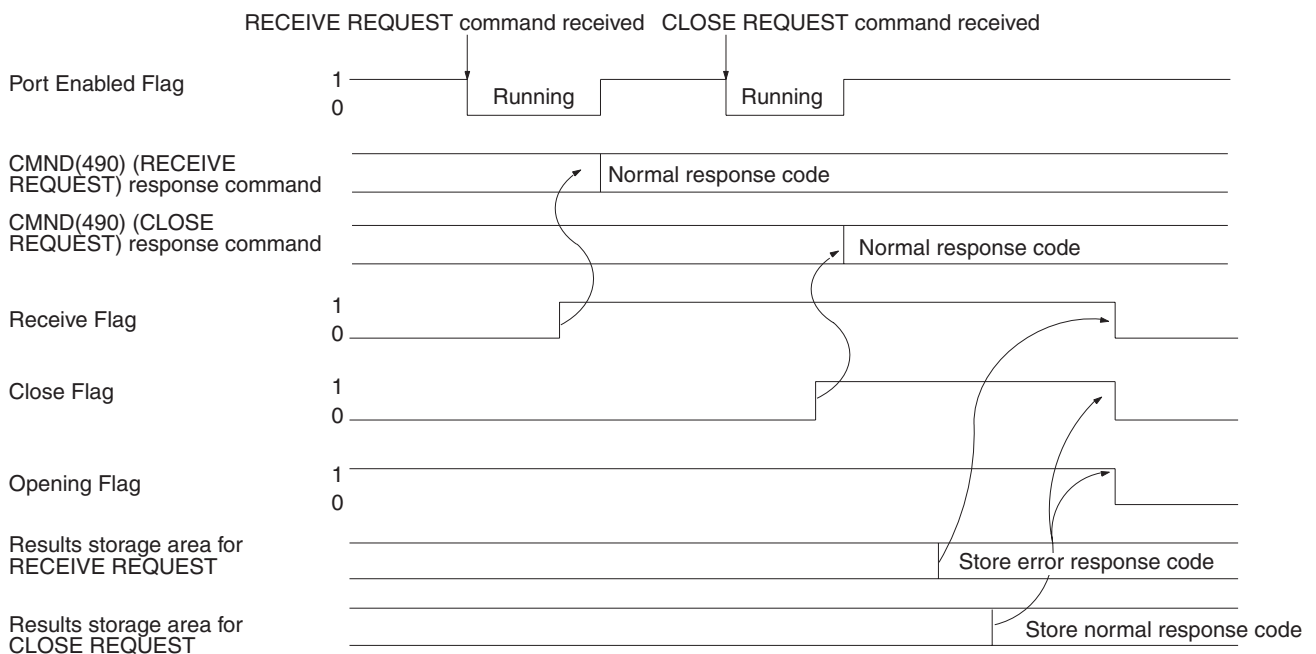 RECEIVE REQUEST command received CLOSE REQUEST command received
Port Enabled Flag
1
0
Running
Running
CMND(490) (RECEIVE
REQUEST) response command
Normal response code
CMND(490) (CLOSE
REQUEST) response command
Normal response code
Receive Flag
1
0
Close Flag
1
0
Opening Flag
1
0
Results storage area for
RECEIVE REQUEST
Store error response code
Results storage area for
CLOSE REQUEST
Store normal response code